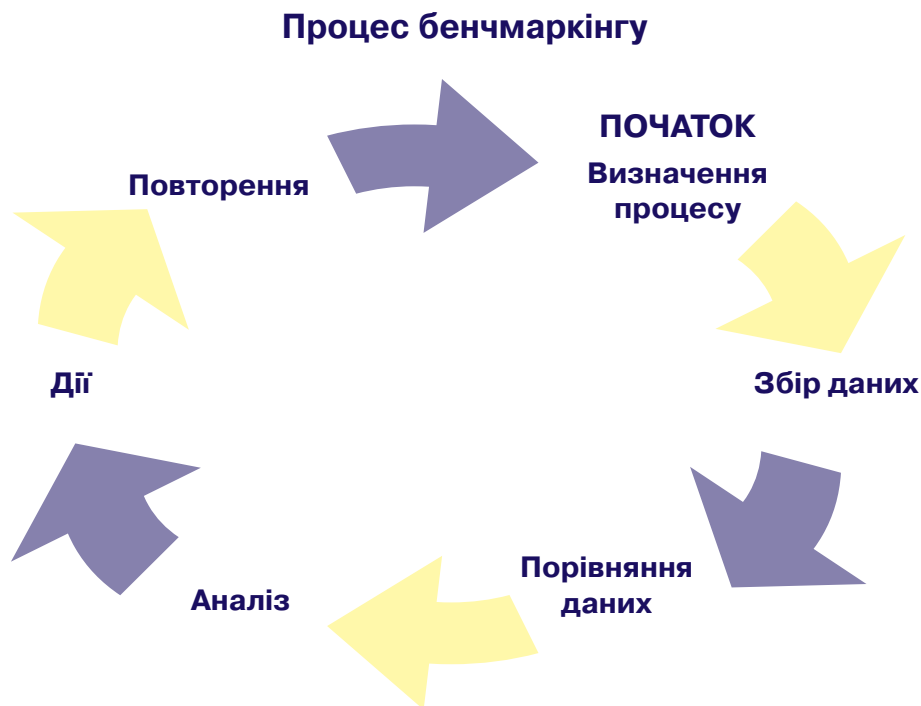 Процес бенчмаркінгу
ПОЧАТОК
Визначення
процесу
Збір даних
Порівняння
даних
Аналіз
Дії
Повторення